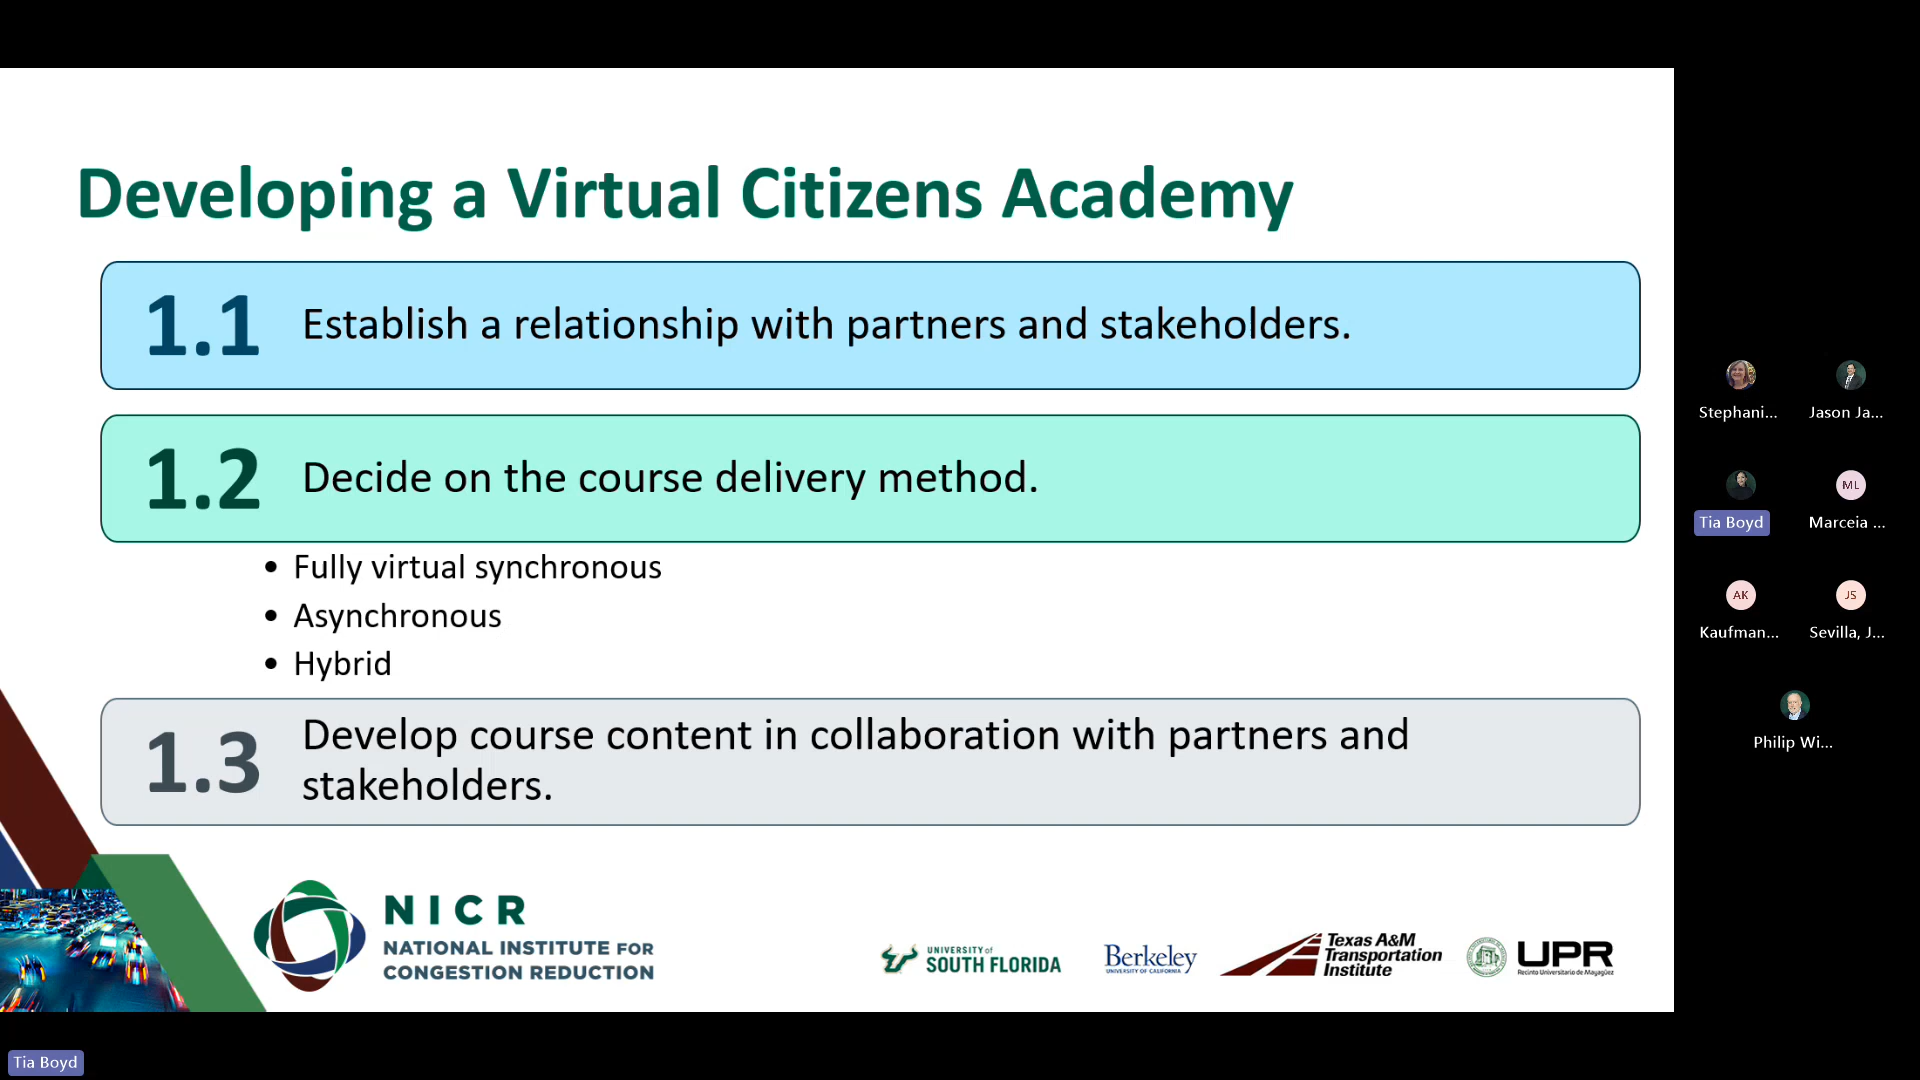 Developing a Virtual Citizens Academy
1.1
Establish a relationship with partners and stakeholders.
1.2
Decide on the course delivery method.
• Fully virtual synchronous
• Asynchronous
• Hybrid
1.3
Develop course content in collaboration with partners and
stakeholders.
NICR
NATIONAL INSTITUTE FOR
CONGESTION REDUCTION
UNIVERSITY of
SOUTH FLORIDA
Berkeley
UNIVERSITY OF CALIFORNIA
Texas A&M
Transportation
Institute
UPR
Recinto Universitario de Mayagüez
Stephani...
Jason Ja...
Tia Boyd
ML
Marceia ...
AK
Kaufman...
JS
Sevilla, J...
Philip Wi...
Tia Boyd